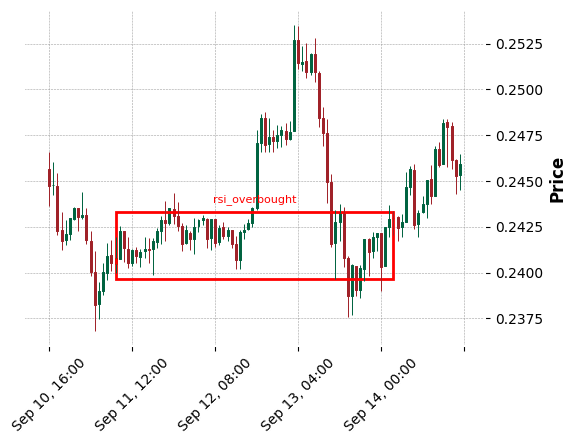 0.2525
0.2500
0.2475
0.2450
0.2425
0.2400
0.2375
Price
rsi_overbought
Sep 10, 16:00
Sep 11, 12:00
Sep 12, 08:00
Sep 13, 04:00
Sep 14, 00:00